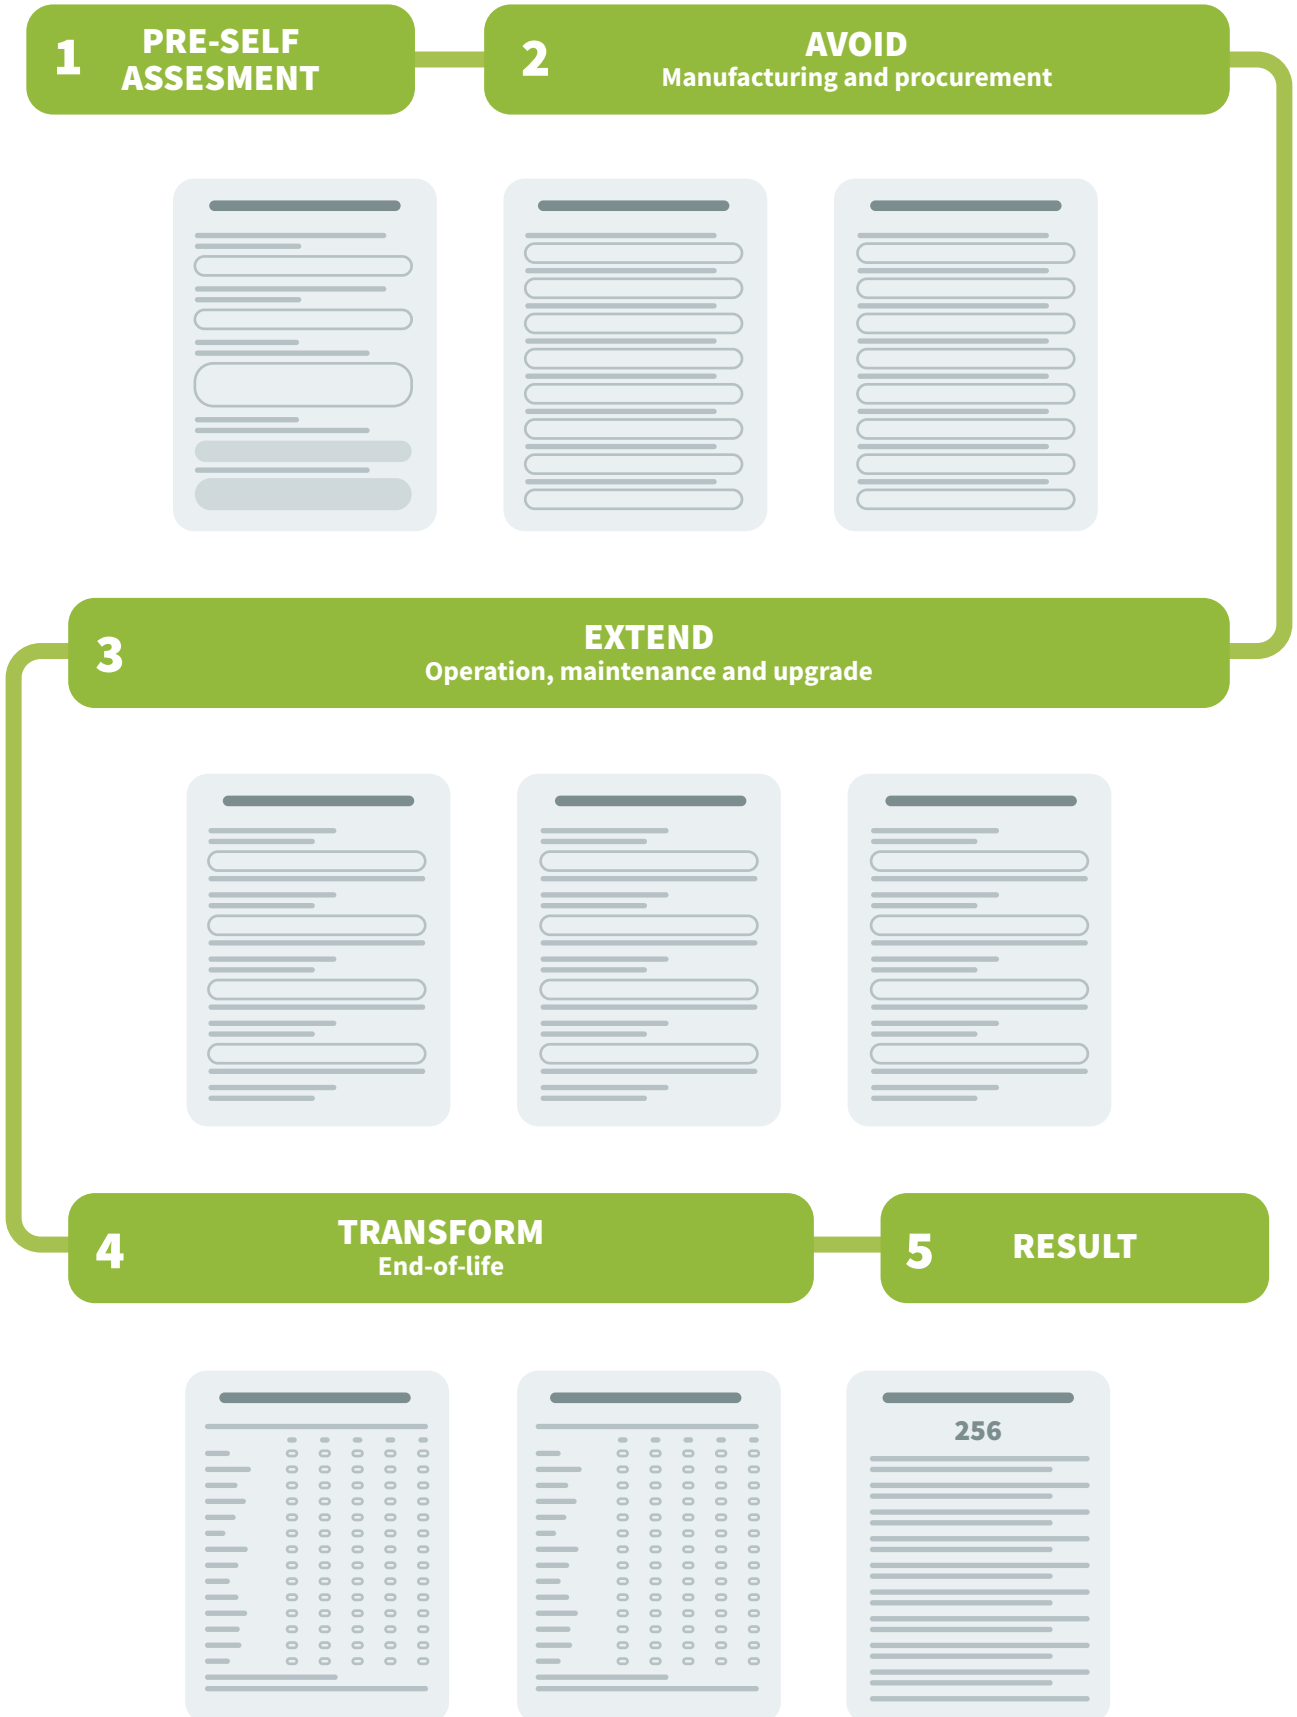 1
PRE-SELF
ASSESMENT
2
AVOID
Manufacturing and procurement
3
EXTEND
Operation, maintenance and upgrade
4
TRANSFORM
End-of-life
5
RESULT
256